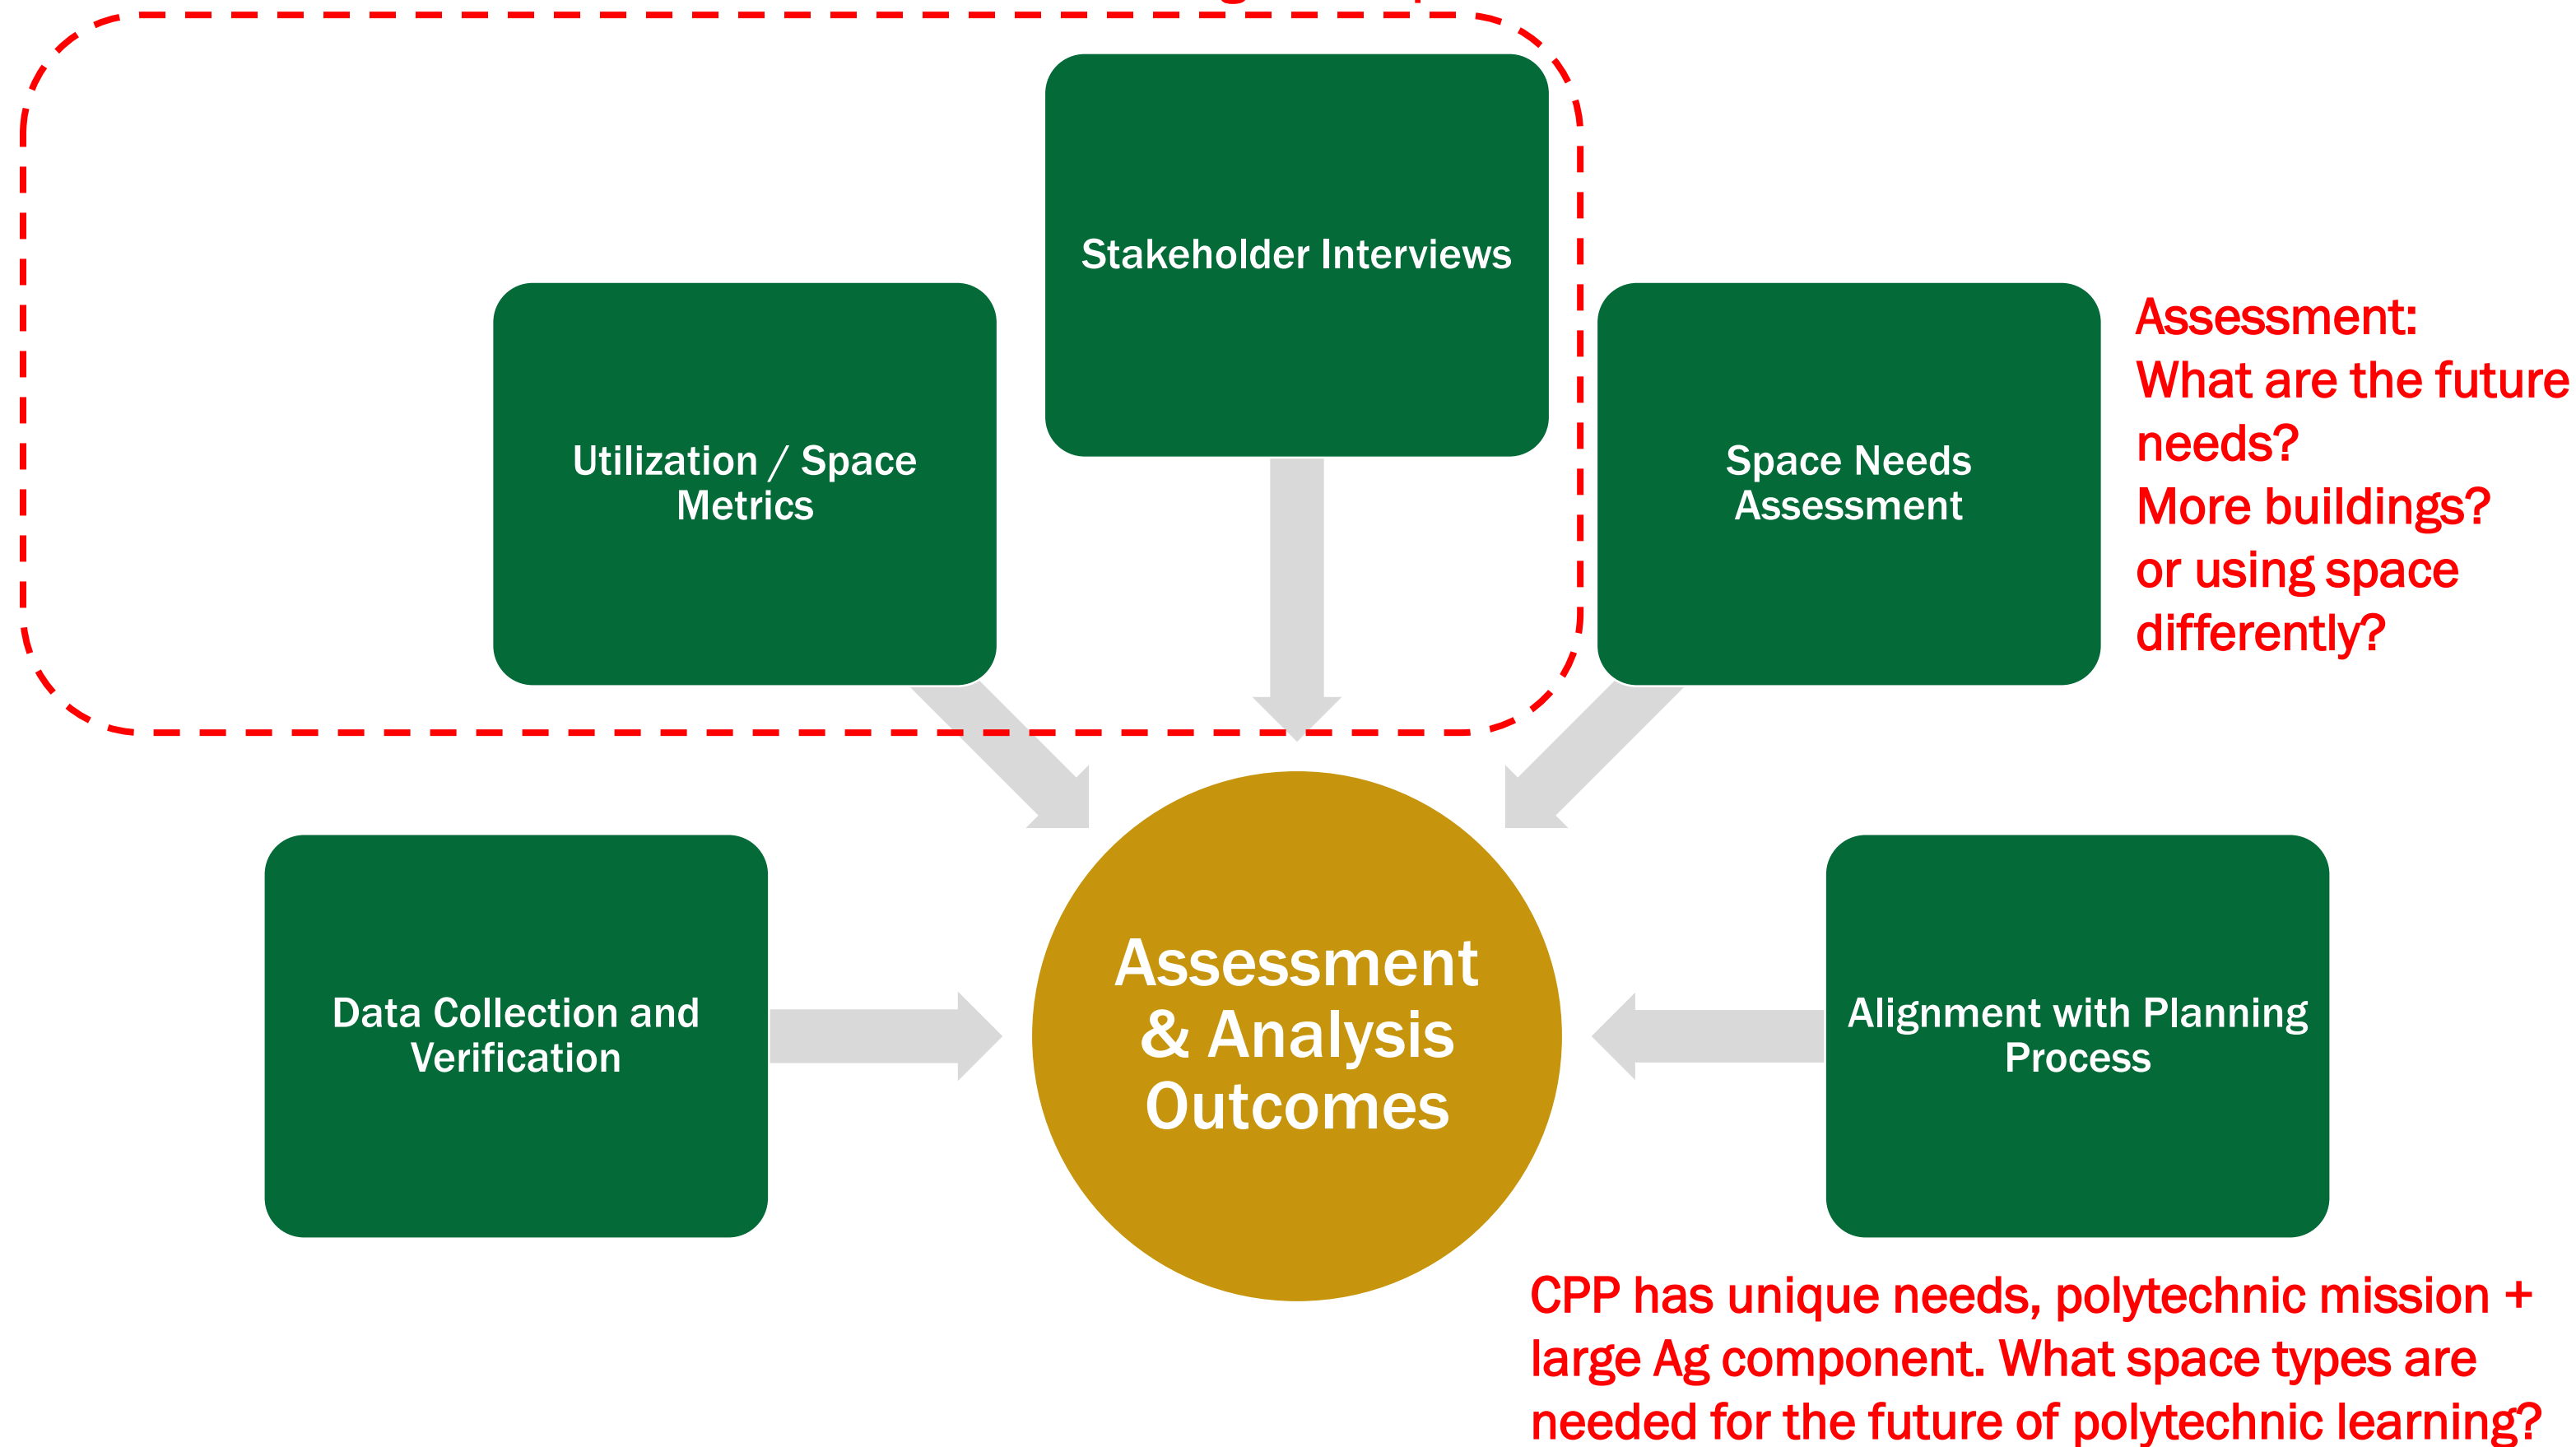 Stakeholder Interviews
Utilization / Space
Metrics
Space Needs
Assessment
Assessment:
What are the future
needs?
More buildings?
or using space
differently?
Data Collection and
Verification
Assessment
& Analysis
Outcomes
Alignment with Planning
Process
CPP has unique needs, polytechnic mission +
large Ag component. What space types are
needed for the future of polytechnic learning?